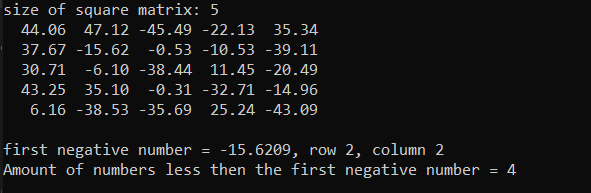 size of square matrix: 5
44.06 47.12 -45.49 -22.13 35.34
37.67 -15.62 -0.53 -10.53 -39.11
30.71 -6.10 -38.44 11.45 -20.49
43.25 35.10 -0.31 -32.71 -14.96
6.16 -38.53 -35.69 25.24 -43.09
first negative number = -15.6209, row 2, column 2
Amount of numbers less then the first negative number = 4